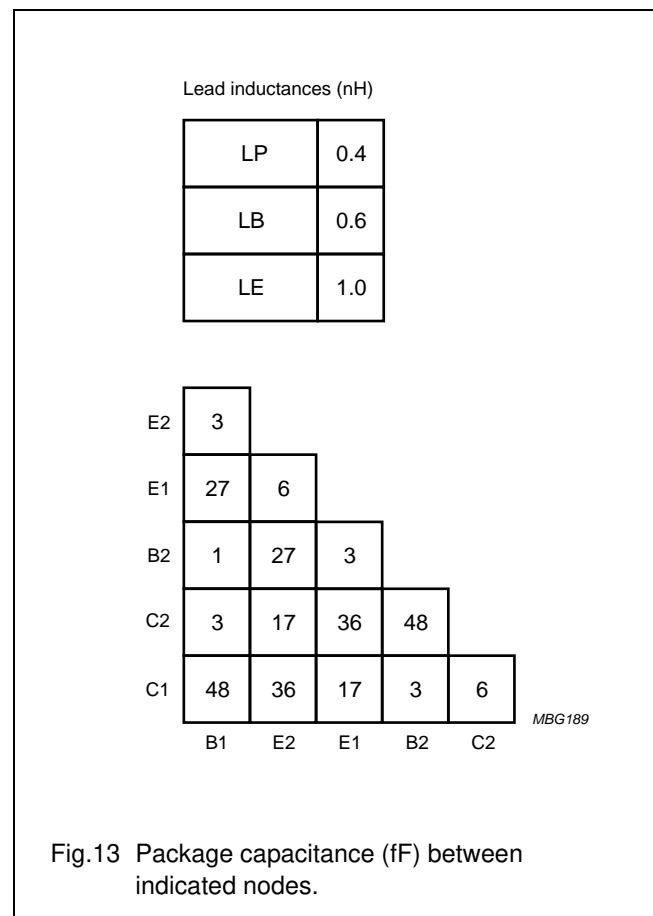 Lead inductances (nH)
LP 0.4
LB 0.6
LE 1.0
E2 3
E1 27 6
B2 1 27 3
C2 3 17 36 48
C1 48 36 17 3 6
MBG189
B1 E2 E1 B2 C2
Fig.13 Package capacitance (fF) between
indicated nodes.